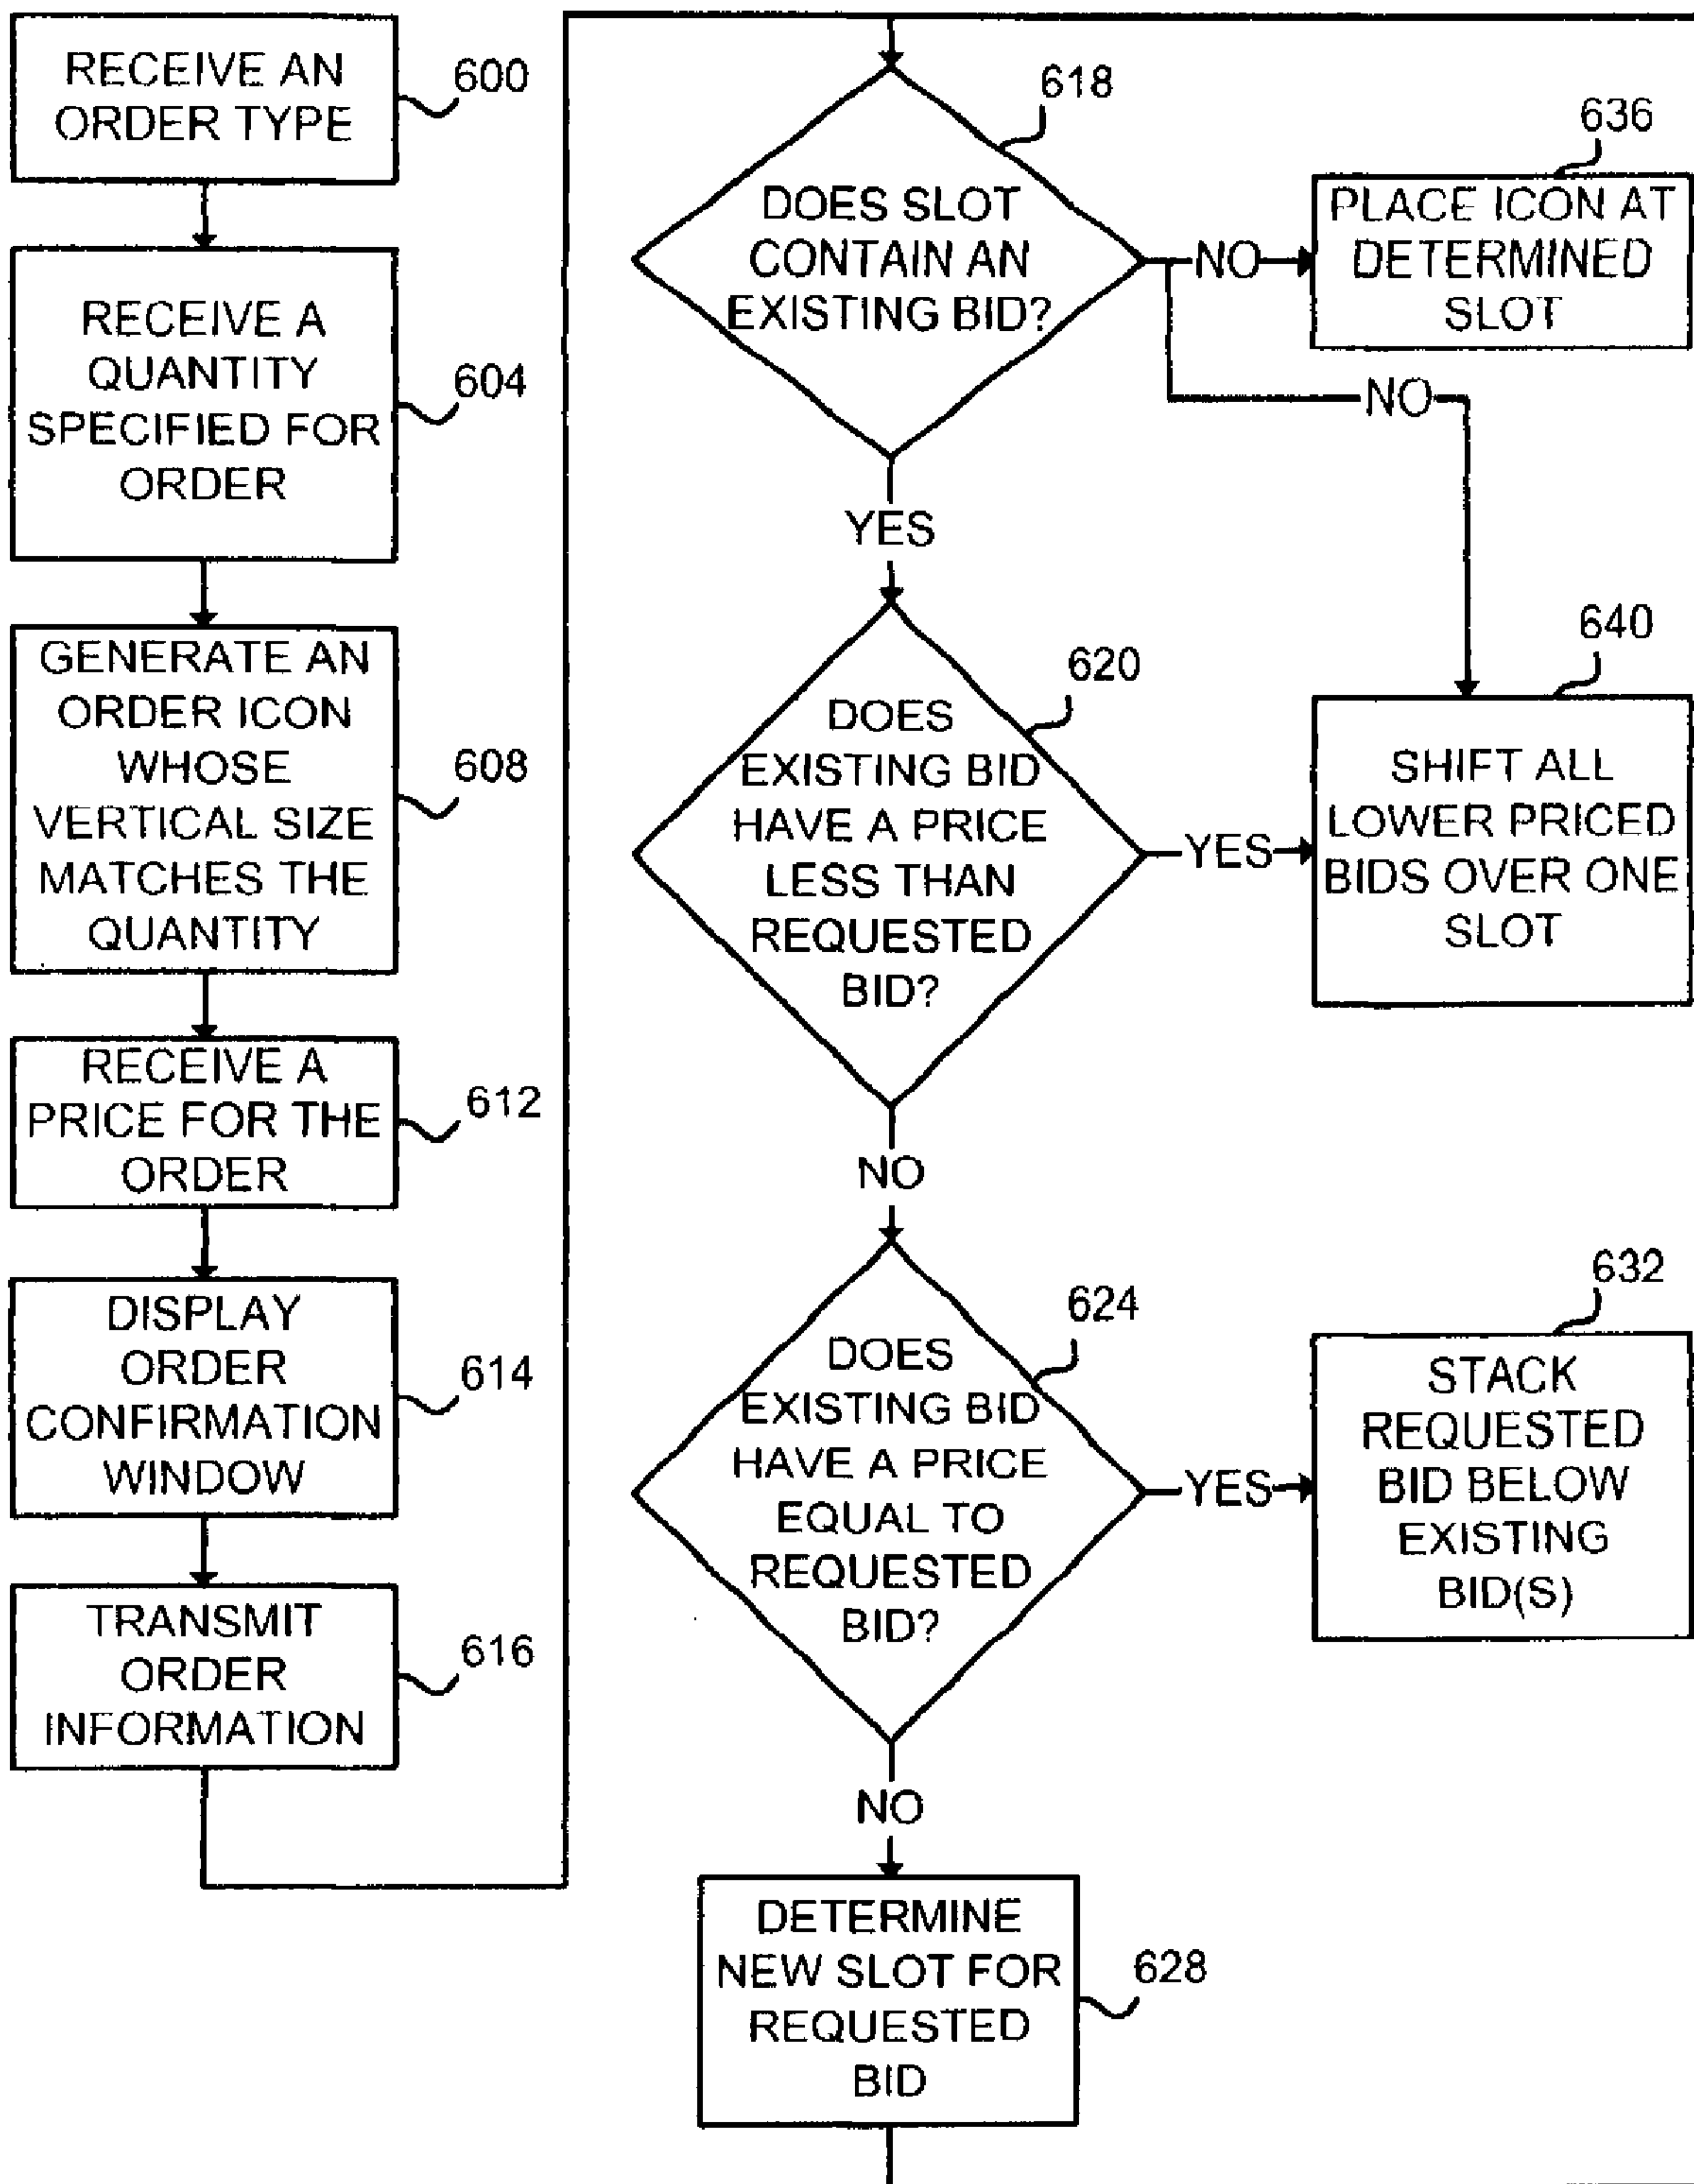 RECEIVE AN
ORDER TYPE
600
RECEIVE A
QUANTITY
SPECIFIED FOR
ORDER
604
GENERATE AN
ORDER ICON
WHOSE
VERTICAL SIZE
MATCHES THE
QUANTITY
608
RECEIVE A
PRICE FOR THE
ORDER
612
DISPLAY
ORDER
CONFIRMATION
WINDOW
614
TRANSMIT
ORDER
INFORMATION
616
DOES SLOT
CONTAIN AN
EXISTING BID?
618
NO
PLACE ICON AT
DETERMINED
SLOT
636
NO
YES
DOES
EXISTING BID
HAVE A PRICE
LESS THAN
REQUESTED
BID?
620
YES
SHIFT ALL
LOWER PRICED
BIDS OVER ONE
SLOT
640
NO
DOES
EXISTING BID
HAVE A PRICE
EQUAL TO
REQUESTED
BID?
624
YES
STACK
REQUESTED
BID BELOW
EXISTING
BID(S)
632
NO
DETERMINE
NEW SLOT FOR
REQUESTED
BID
628